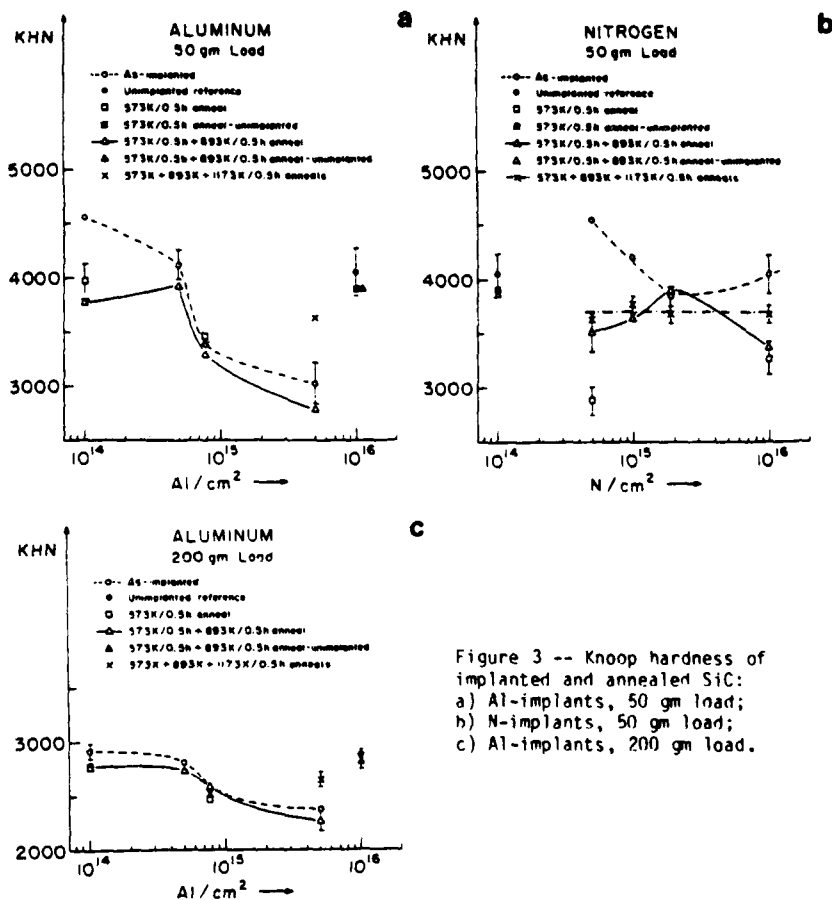 a
KHN
ALUMINUM
50 gm Load
As-implanted
Unimplanted reference
573K/0.5h anneal
573K/0.5h anneal-unimplanted
573K/0.5h + 893K/0.5h anneal
573K/0.5h + 893K/0.5h anneal-unimplanted
573K + 893K + 1173K/0.5h anneals
5000
4000
3000
10^14 10^15 10^16
Al/cm^2
b
KHN
NITROGEN
50 gm Load
As-implanted
Unimplanted reference
573K/0.5h anneal
573K/0.5h anneal-unimplanted
573K/0.5h + 893K/0.5h anneal
573K/0.5h + 893K/0.5h anneal-unimplanted
573K + 893K + 1173K/0.5h anneals
5000
4000
3000
10^14 10^15 10^16
N/cm^2
c
KHN
ALUMINUM
200 gm Load
As-implanted
Unimplanted reference
573K/0.5h anneal
573K/0.5h + 893K/0.5h anneal
573K/0.5h + 893K/0.5h anneal-unimplanted
573K + 893K + 1173K/0.5h anneals
3000
2000
10^14 10^15 10^16
Al/cm^2
Figure 3 -- Knoop hardness of
implanted and annealed SiC:
a) Al-implants, 50 gm load;
b) N-implants, 50 gm load;
c) Al-implants, 200 gm load.